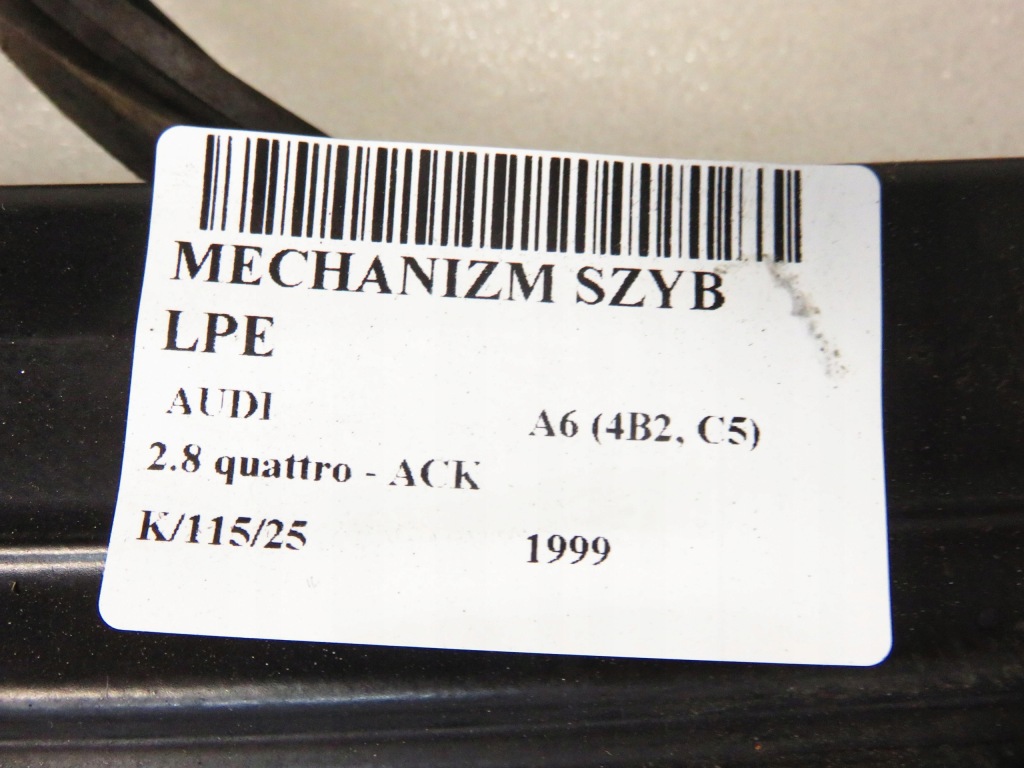 MECHANIZM SZYB
LPE
AUDI A6 (4B2, C5)
2.8 quattro - ACK
K/115/25 1999